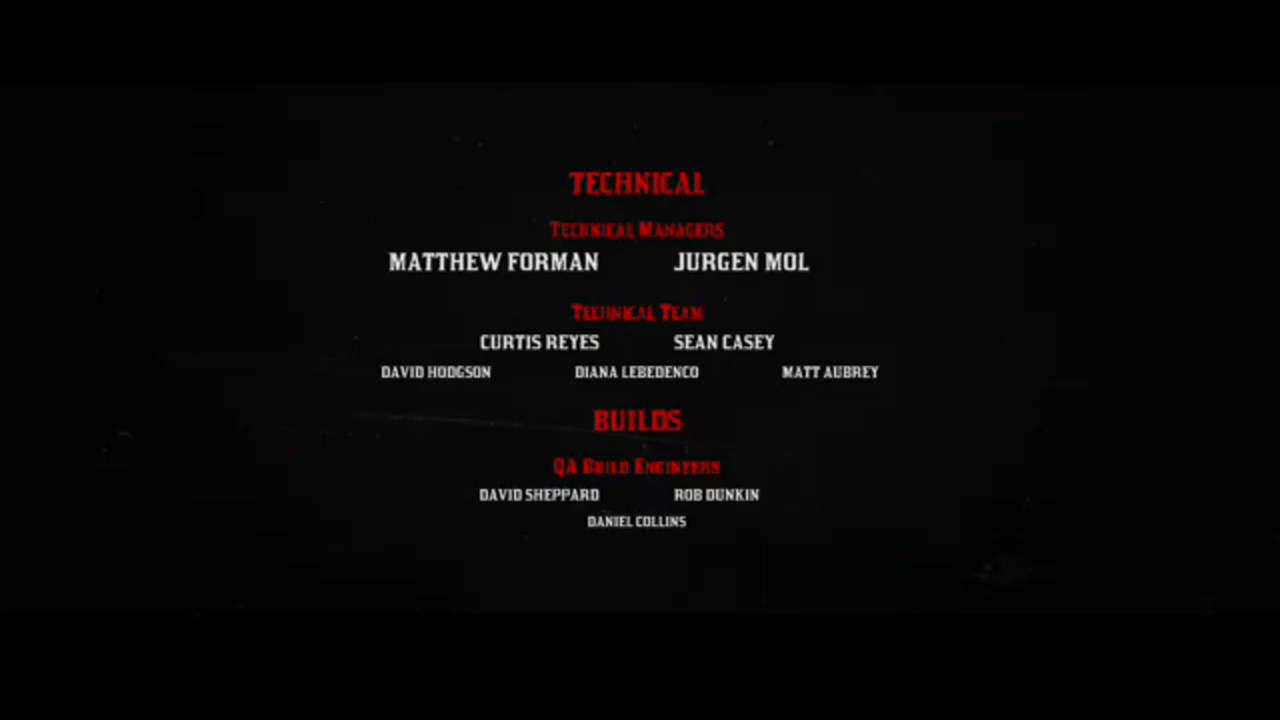 TECHNICAL
TECHNICAL MANAGERS
MATTHEW FORMAN JURGEN MOL
TECHNICAL TEAM
CURTIS REYES SEAN CASEY
DAVID HODGSON DIANA LEBEDENCO MATT AUBREY
BUILDS
QA BUILD ENGINEERS
DAVID SHEPPARD ROB DUNKIN
DANIEL COLLINS